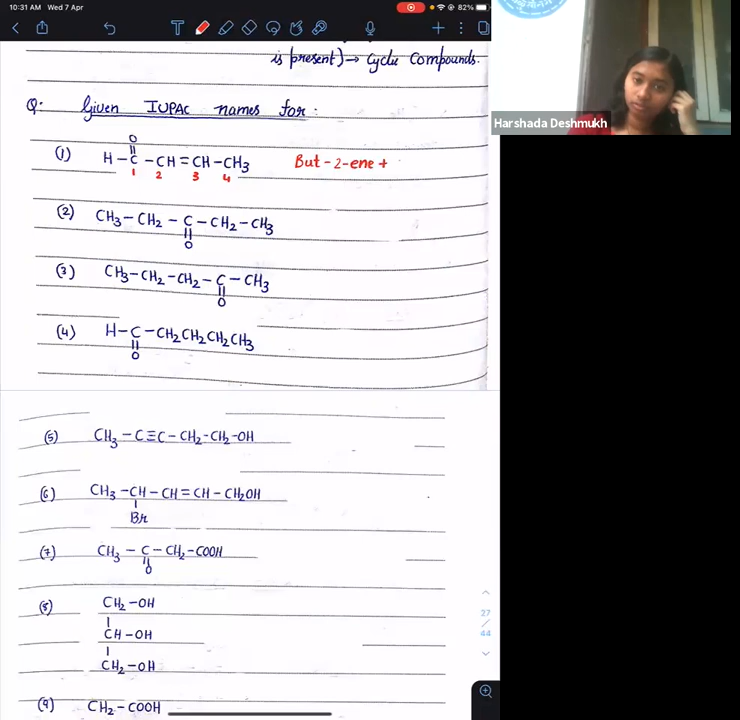 10:31 AM Wed 7 Apr
82%
is present) → Cyclic Compounds.
Q: Given IUPAC names for :
Harshada Deshmukh
O
(1) H – C – CH = CH – CH3 But – 2 – ene +
1 2 3 4
(2) CH3 – CH2 – C – CH2 – CH3
O
(3) CH3 – CH2 – CH2 – C – CH3
O
(4) H – C – CH2CH2CH2CH3
O
(5) CH3 – C ≡ C – CH2 – CH2 – OH
(6) CH3 – CH – CH = CH – CH2OH
Br
(7) CH3 – C – CH2 – COOH
O
(8) CH2 – OH
CH – OH
CH2 – OH
27
/
44
(9) CH2 – COOH